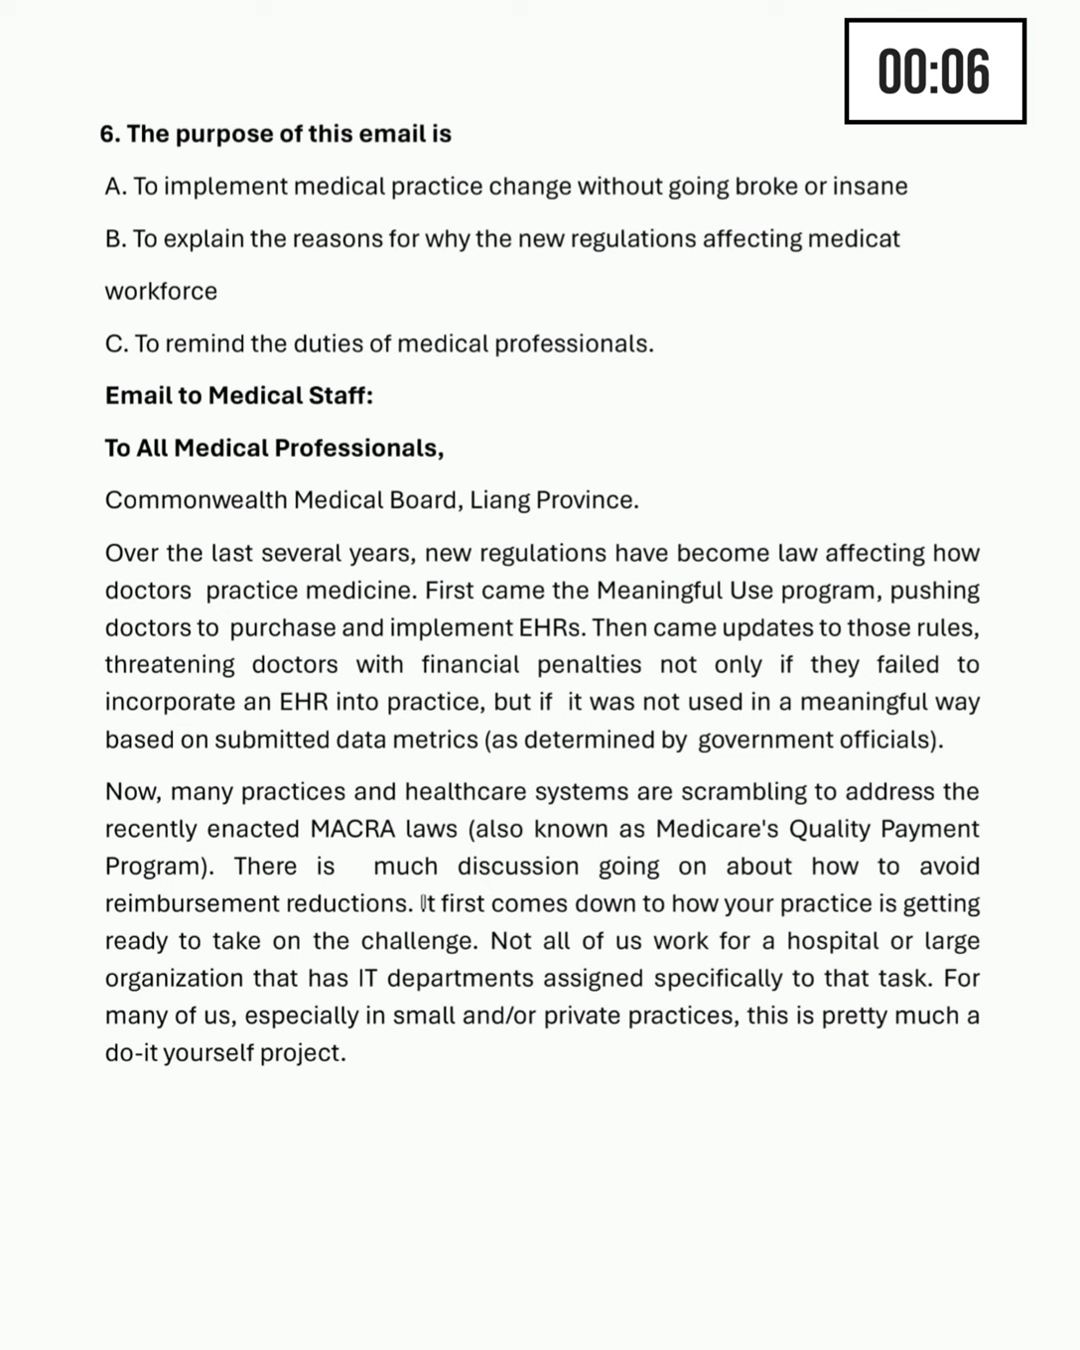 00:06
6. The purpose of this email is
A. To implement medical practice change without going broke or insane
B. To explain the reasons for why the new regulations affecting medicat
workforce
C. To remind the duties of medical professionals.
Email to Medical Staff:
To All Medical Professionals,
Commonwealth Medical Board, Liang Province.
Over the last several years, new regulations have become law affecting how
doctors practice medicine. First came the Meaningful Use program, pushing
doctors to purchase and implement EHRs. Then came updates to those rules,
threatening doctors with financial penalties not only if they failed to
incorporate an EHR into practice, but if it was not used in a meaningful way
based on submitted data metrics (as determined by government officials).
Now, many practices and healthcare systems are scrambling to address the
recently enacted MACRA laws (also known as Medicare's Quality Payment
Program). There is much discussion going on about how to avoid
reimbursement reductions. It first comes down to how your practice is getting
ready to take on the challenge. Not all of us work for a hospital or large
organization that has IT departments assigned specifically to that task. For
many of us, especially in small and/or private practices, this is pretty much a
do-it yourself project.